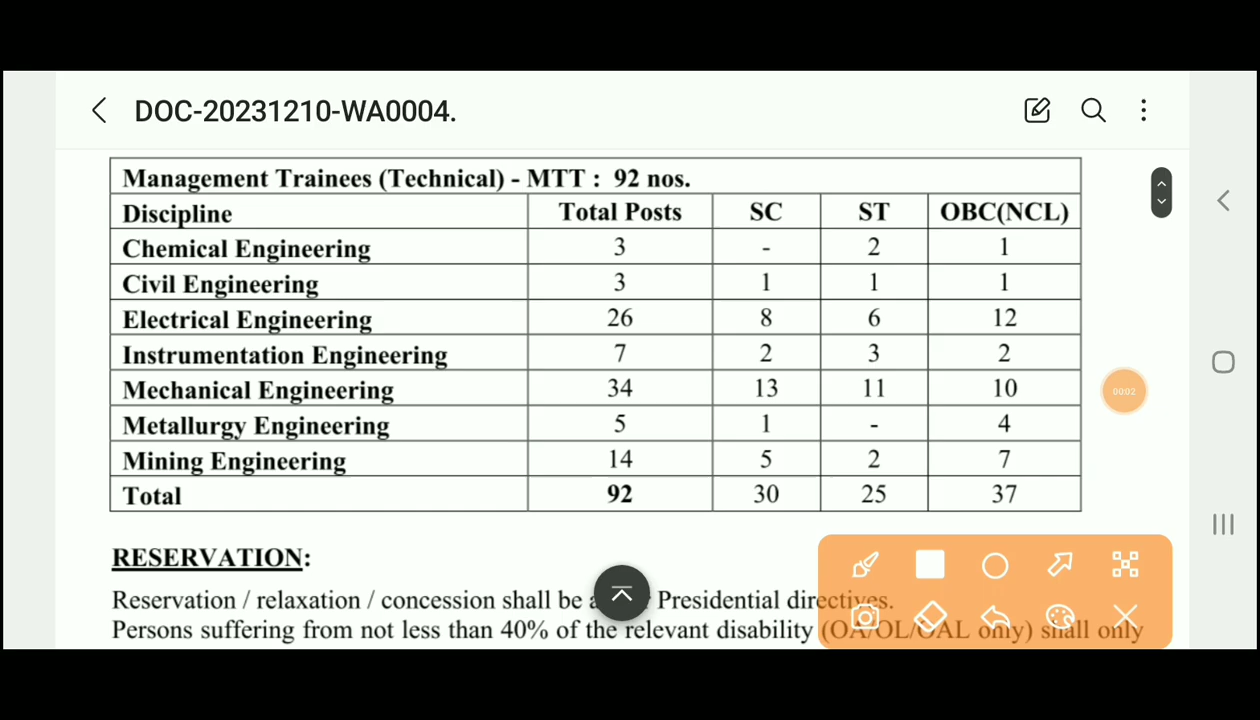 DOC-20231210-WA0004.
Management Trainees (Technical) - MTT : 92 nos.
Discipline Total Posts SC ST OBC(NCL)
Chemical Engineering 3 - 2 1
Civil Engineering 3 1 1 1
Electrical Engineering 26 8 6 12
Instrumentation Engineering 7 2 3 2
Mechanical Engineering 34 13 11 10
Metallurgy Engineering 5 1 - 4
Mining Engineering 14 5 2 7
Total 92 30 25 37
0002
RESERVATION:
Reservation / relaxation / concession shall be Presidential directives.
Persons suffering from not less than 40% of the relevant disability (OA/OL/OAL only) shall only